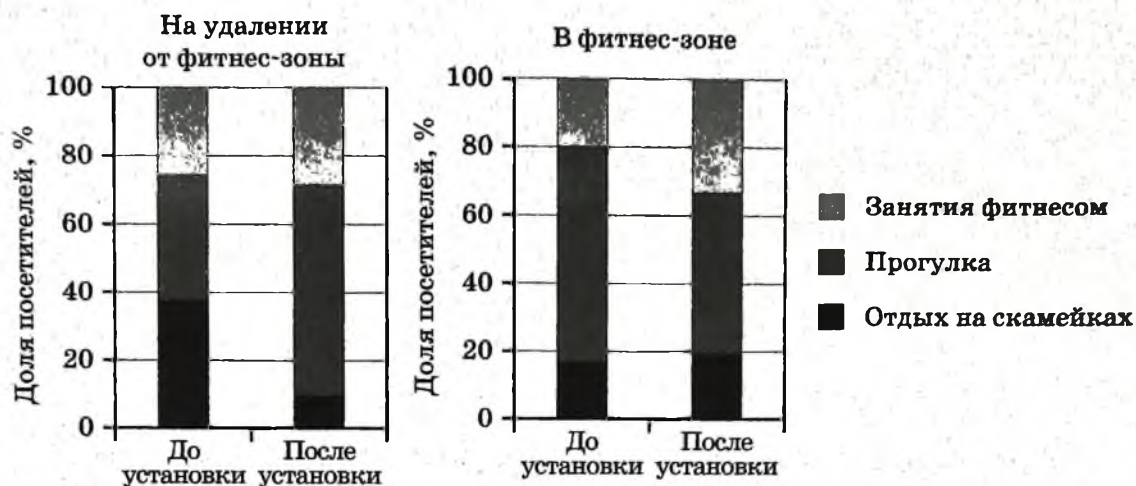 На удалении
от фитнес-зоны
Доля посетителей, %
100
80
60
40
20
0
До
установки
После
установки
В фитнес-зоне
Доля посетителей, %
100
80
60
40
20
0
До
установки
После
установки
Занятия фитнесом
Прогулка
Отдых на скамейках